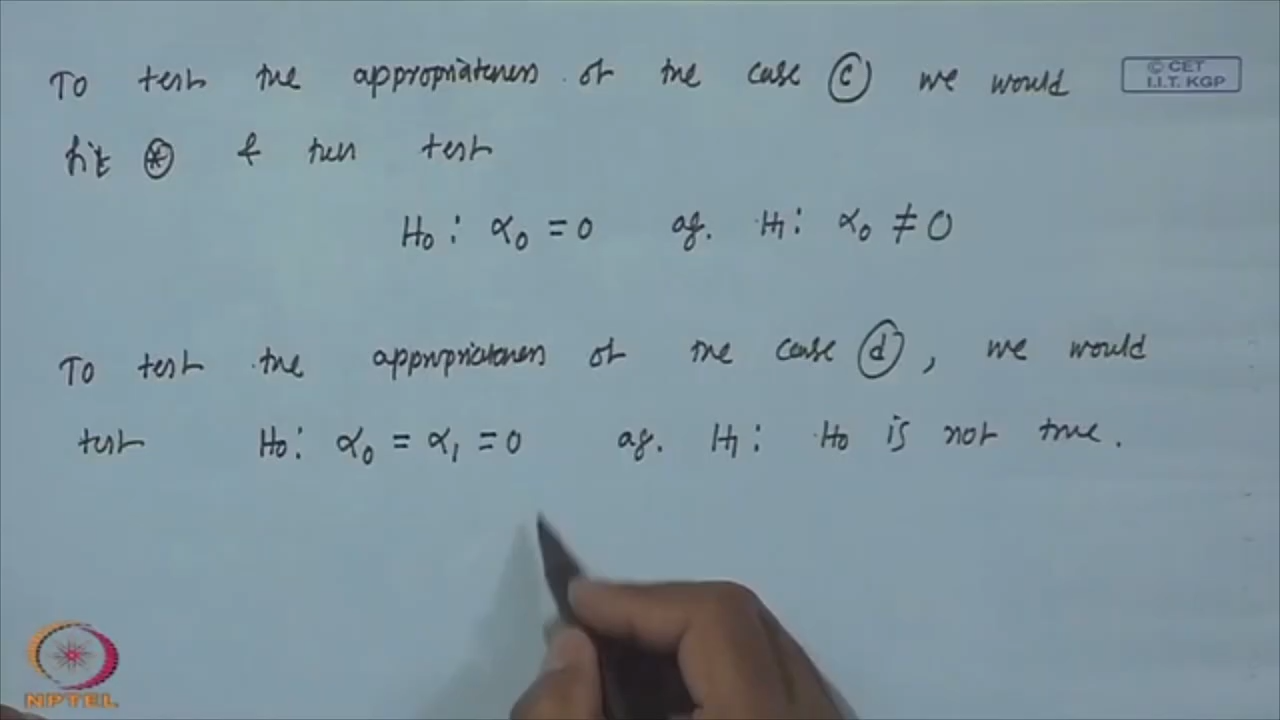 To test the appropriateness of the case ⓒ we would
© CET
I.I.T. KGP
fit ⊛ & then test
H₀ : α₀ = 0 ag. H₁ : α₀ ≠ 0
To test the appropriateness of the case ⓓ , we would
test H₀ : α₀ = α₁ = 0 ag. H₁ : H₀ is not true.
NPTEL